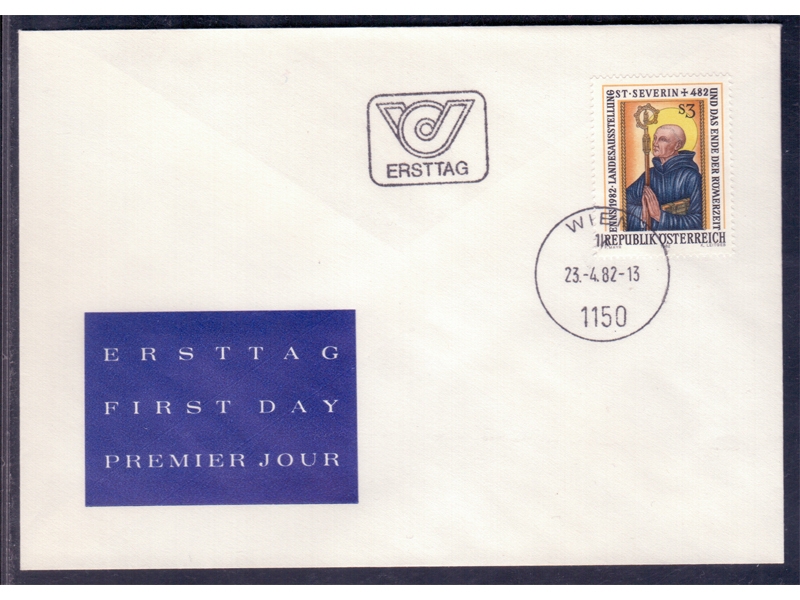 ERSTTAG
ENNS 1982·LANDESAUSSTELLUNG
ST·SEVERIN + 482
UND DAS ENDE DER RÖMERZEIT
S3
REPUBLIK ÖSTERREICH
WIEN
23.-4.82-13
1150
ERSTTAG
FIRST DAY
PREMIER JOUR